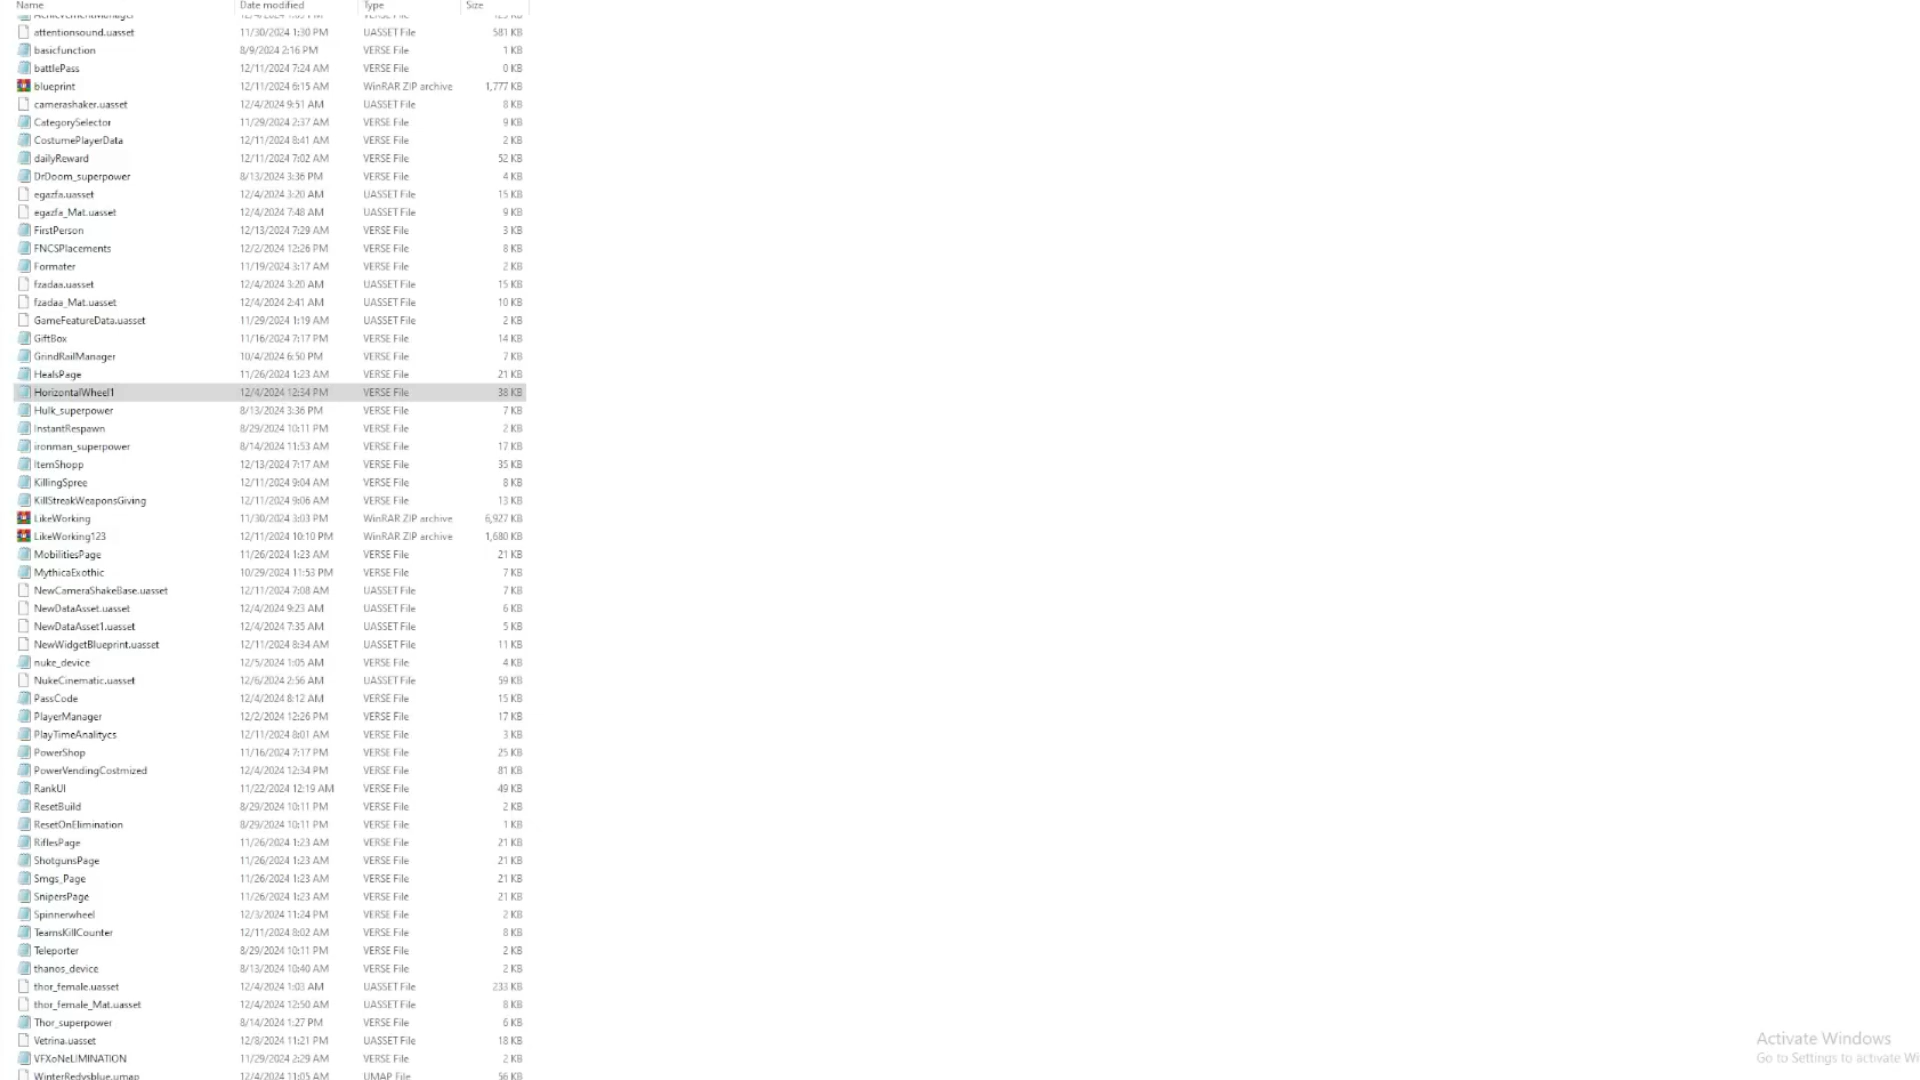 Name Date modified Type Size
attentionsound.uasset 11/30/2024 1:30 PM UASSET File 581 KB
basicfunction 8/9/2024 2:16 PM VERSE File 1 KB
battlePass 12/11/2024 7:24 AM VERSE File 0 KB
blueprint 12/11/2024 6:15 AM WinRAR ZIP archive 1,777 KB
camerashaker.uasset 12/4/2024 9:51 AM UASSET File 8 KB
CategorySelector 11/29/2024 2:37 AM VERSE File 9 KB
CostumePlayerData 12/11/2024 8:41 AM VERSE File 2 KB
dailyReward 12/11/2024 7:02 AM VERSE File 52 KB
DrDoom_superpower 8/13/2024 3:36 PM VERSE File 4 KB
egazfa.uasset 12/4/2024 3:20 AM UASSET File 15 KB
egazfa_Mat.uasset 12/4/2024 7:48 AM UASSET File 9 KB
FirstPerson 12/13/2024 7:29 AM VERSE File 3 KB
FNCSPlacements 12/2/2024 12:26 PM VERSE File 8 KB
Formater 11/19/2024 3:17 AM VERSE File 2 KB
fzadaa.uasset 12/4/2024 3:20 AM UASSET File 15 KB
fzadaa_Mat.uasset 12/4/2024 2:41 AM UASSET File 10 KB
GameFeatureData.uasset 11/29/2024 1:19 AM UASSET File 2 KB
GiftBox 11/16/2024 7:17 PM VERSE File 14 KB
GrindRailManager 10/4/2024 6:50 PM VERSE File 7 KB
HealsPage 11/26/2024 1:23 AM VERSE File 21 KB
HorizontalWheel1 12/4/2024 12:34 PM VERSE File 38 KB
Hulk_superpower 8/13/2024 3:36 PM VERSE File 7 KB
InstantRespawn 8/29/2024 10:11 PM VERSE File 2 KB
ironman_superpower 8/14/2024 11:53 AM VERSE File 17 KB
ItemShopp 12/13/2024 7:17 AM VERSE File 35 KB
KillingSpree 12/11/2024 9:04 AM VERSE File 8 KB
KillStreakWeaponsGiving 12/11/2024 9:06 AM VERSE File 13 KB
LikeWorking 11/30/2024 3:03 PM WinRAR ZIP archive 6,927 KB
LikeWorking123 12/11/2024 10:10 PM WinRAR ZIP archive 1,680 KB
MobilitiesPage 11/26/2024 1:23 AM VERSE File 21 KB
MythicaExothic 10/29/2024 11:53 PM VERSE File 7 KB
NewCameraShakeBase.uasset 12/11/2024 7:08 AM UASSET File 7 KB
NewDataAsset.uasset 12/4/2024 9:23 AM UASSET File 6 KB
NewDataAsset1.uasset 12/4/2024 7:35 AM UASSET File 5 KB
NewWidgetBlueprint.uasset 12/11/2024 8:34 AM UASSET File 11 KB
nuke_device 12/5/2024 1:05 AM VERSE File 4 KB
NukeCinematic.uasset 12/6/2024 2:56 AM UASSET File 59 KB
PassCode 12/4/2024 8:12 AM VERSE File 15 KB
PlayerManager 12/2/2024 12:26 PM VERSE File 17 KB
PlayTimeAnalitycs 12/11/2024 8:01 AM VERSE File 3 KB
PowerShop 11/16/2024 7:17 PM VERSE File 25 KB
PowerVendingCostmized 12/4/2024 12:34 PM VERSE File 81 KB
RankUI 11/22/2024 12:19 AM VERSE File 49 KB
ResetBuild 8/29/2024 10:11 PM VERSE File 2 KB
ResetOnElimination 8/29/2024 10:11 PM VERSE File 1 KB
RiflesPage 11/26/2024 1:23 AM VERSE File 21 KB
ShotgunsPage 11/26/2024 1:23 AM VERSE File 21 KB
Smgs_Page 11/26/2024 1:23 AM VERSE File 21 KB
SnipersPage 11/26/2024 1:23 AM VERSE File 21 KB
Spinnerwheel 12/3/2024 11:24 PM VERSE File 2 KB
TeamsKillCounter 12/11/2024 8:02 AM VERSE File 8 KB
Teleporter 8/29/2024 10:11 PM VERSE File 2 KB
thanos_device 8/13/2024 10:40 AM VERSE File 2 KB
thor_female.uasset 12/4/2024 1:03 AM UASSET File 233 KB
thor_female_Mat.uasset 12/4/2024 12:50 AM UASSET File 8 KB
Thor_superpower 8/14/2024 1:27 PM VERSE File 6 KB
Vetrina.uasset 12/8/2024 11:21 PM UASSET File 18 KB
VFXoNeLIMINATION 11/29/2024 2:29 AM VERSE File 2 KB
WinterRedvsblue.umap 12/4/2024 11:05 AM UMAP File 56 KB
Activate Windows
Go to Settings to activate Wi